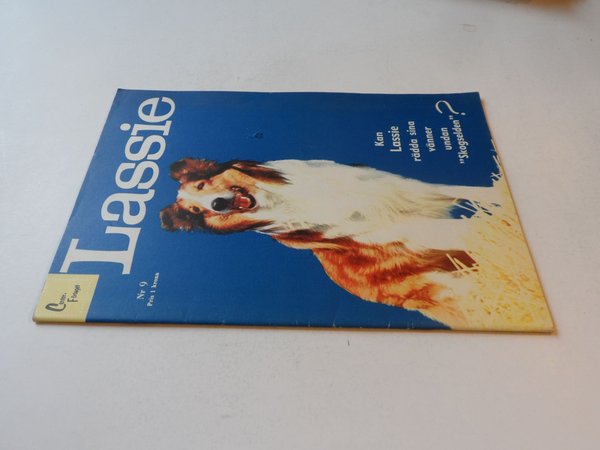 Lassie
Nr 9
Pris 1 krona
Kan
Lassie
rädda sina
vänner
undan
"Skogselden"?